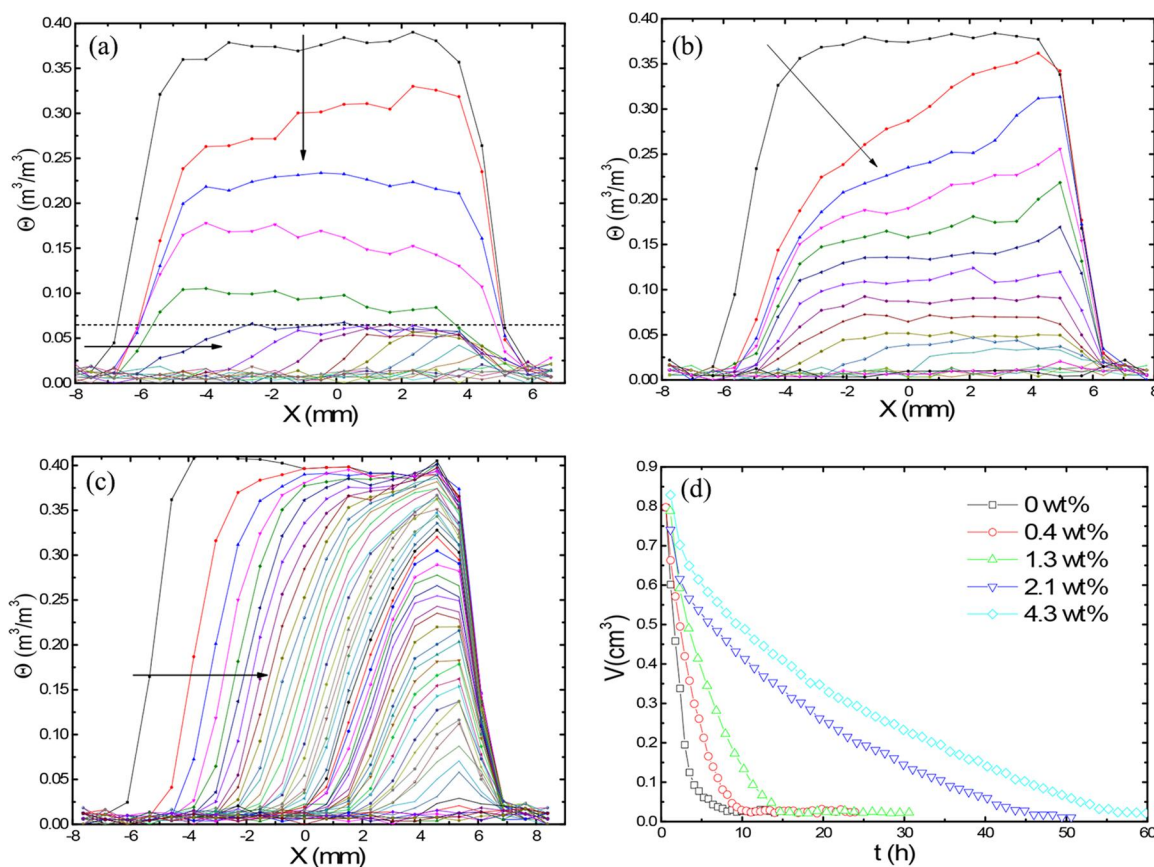 (a)
0.40
0.35
0.30
0.25
0.20
0.15
0.10
0.05
0.00
Θ (m³/m³)
-8 -6 -4 -2 0 2 4 6
X (mm)
(b)
0.40
0.35
0.30
0.25
0.20
0.15
0.10
0.05
0.00
Θ (m³/m³)
-8 -6 -4 -2 0 2 4 6 8
X (mm)
(c)
0.40
0.35
0.30
0.25
0.20
0.15
0.10
0.05
0.00
Θ (m³/m³)
-8 -6 -4 -2 0 2 4 6 8
X (mm)
(d)
0.9
0.8
0.7
0.6
0.5
0.4
0.3
0.2
0.1
0.0
V(cm³)
0 wt%
0.4 wt%
1.3 wt%
2.1 wt%
4.3 wt%
0 10 20 30 40 50 60
t (h)